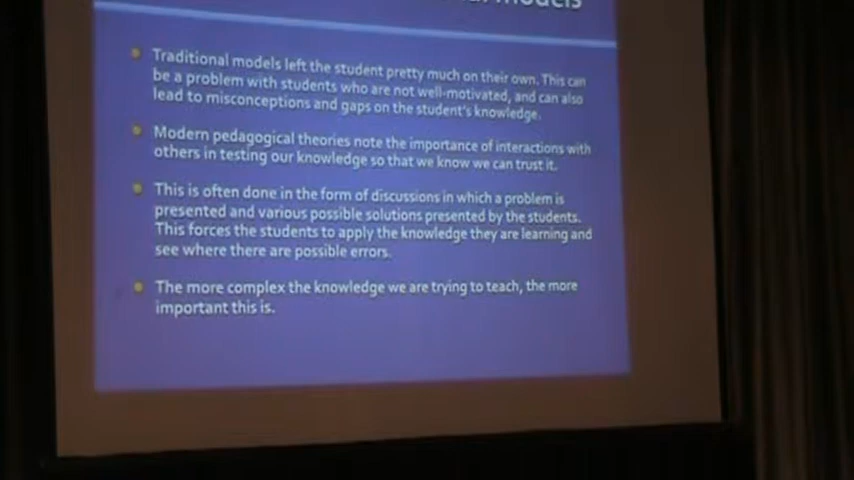 models
Traditional models left the student pretty much on their own. This can
be a problem with students who are not well-motivated, and can also
lead to misconceptions and gaps on the student's knowledge.
Modern pedagogical theories note the importance of interactions with
others in testing our knowledge so that we know we can trust it.
This is often done in the form of discussions in which a problem is
presented and various possible solutions presented by the students.
This forces the students to apply the knowledge they are learning and
see where there are possible errors.
The more complex the knowledge we are trying to teach, the more
important this is.